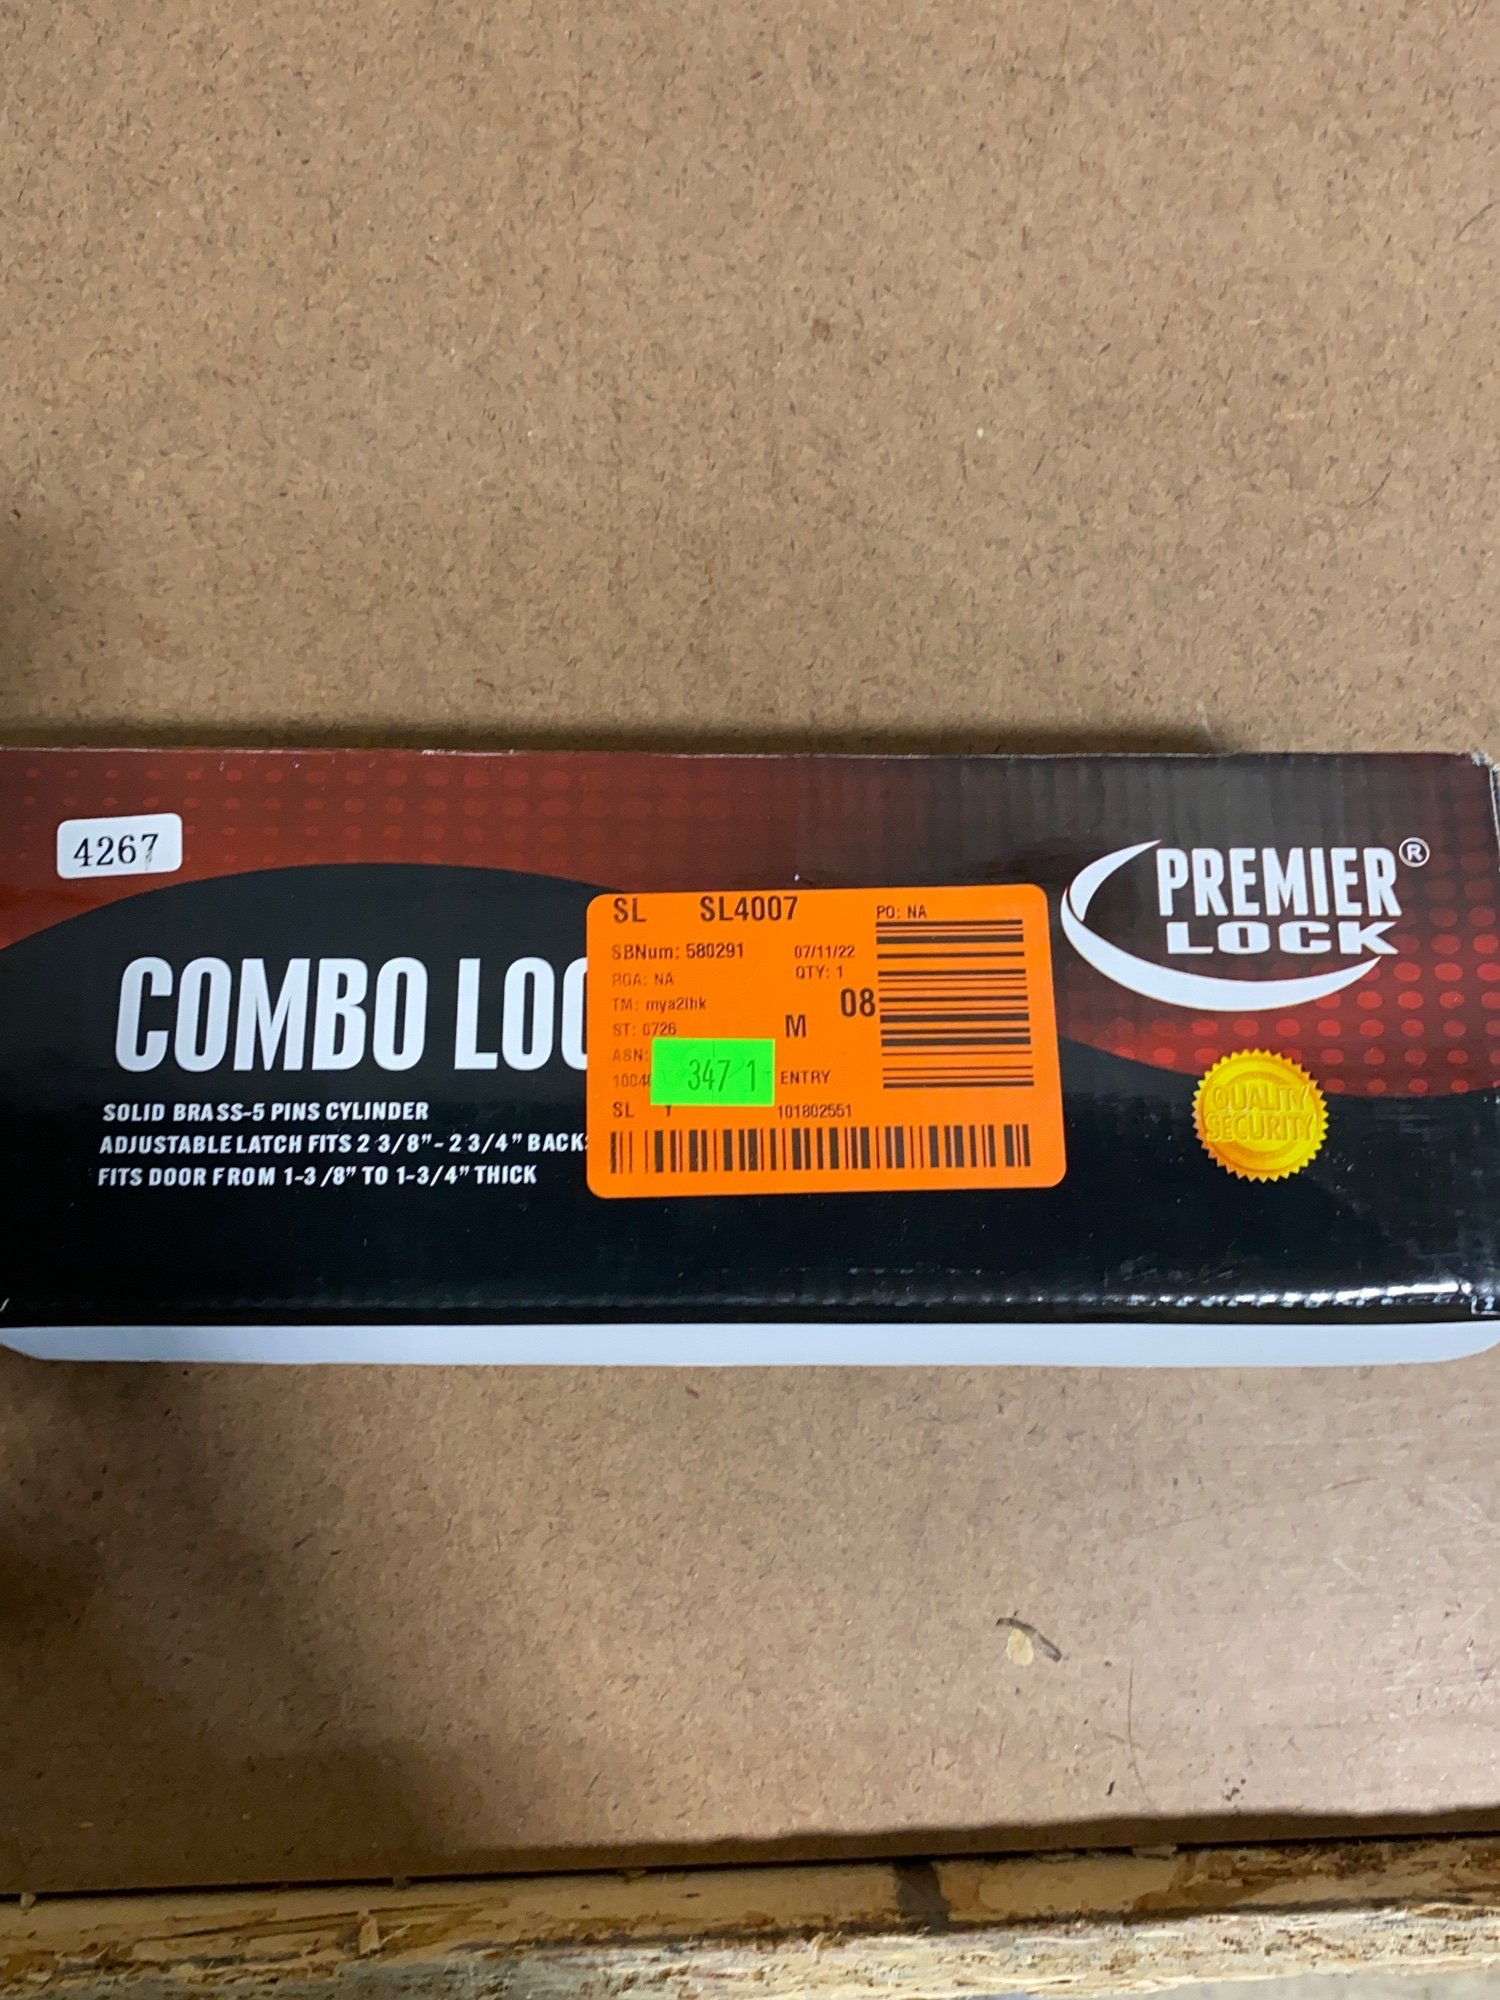 4267
PREMIER®
LOCK
COMBO LOC
SOLID BRASS-5 PINS CYLINDER
ADJUSTABLE LATCH FITS 2 3/8"- 2 3/4" BACK
FITS DOOR FROM 1-3/8" TO 1-3/4" THICK
SL SL4007 PO: NA
SBNum: 580291 07/11/22
RGA: NA QTY: 1
TM: mya2lhk 08
ST: 0726 M
ASN:
1004 347 1 ENTRY
SL 101802551
QUALITY
SECURITY